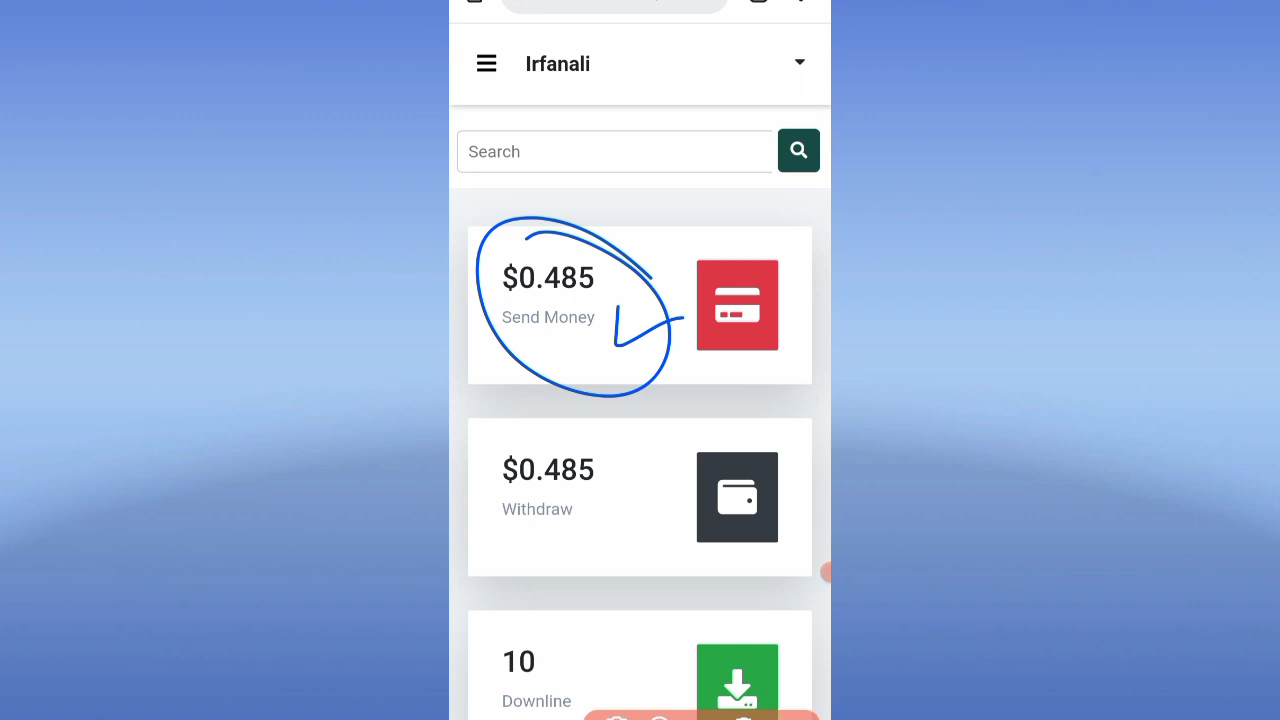 Irfanali
Search
$0.485
Send Money
$0.485
Withdraw
10
Downline